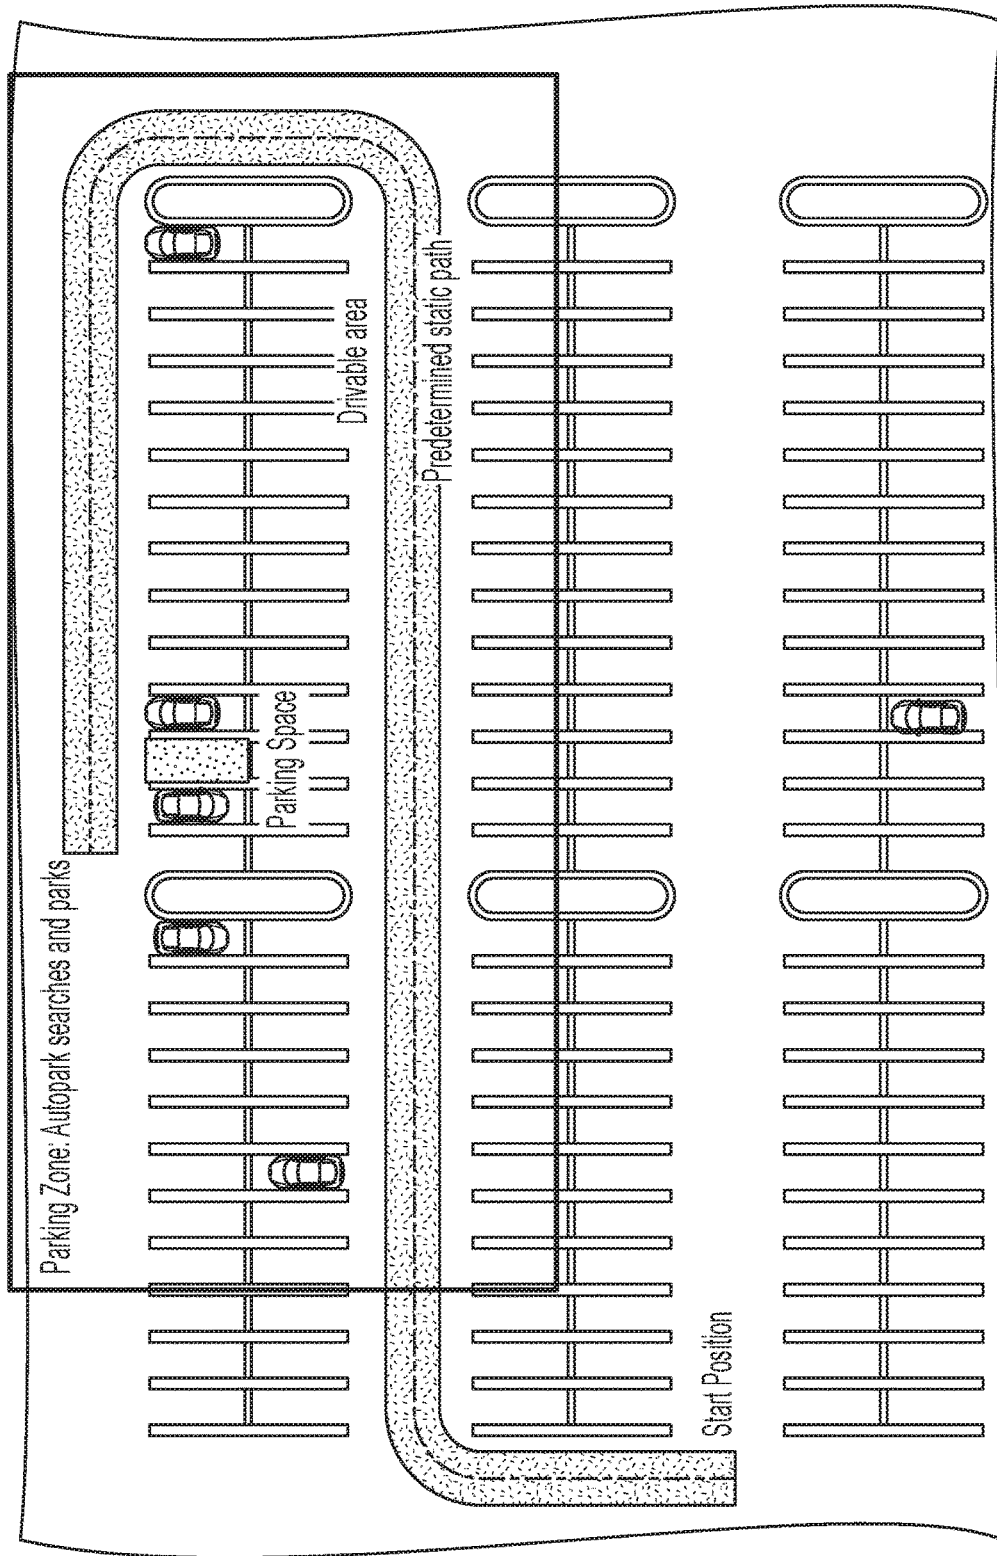 Parking Zone: Autopark searches and parks
Parking Space
Drivable area
Predetermined static path
Start Position